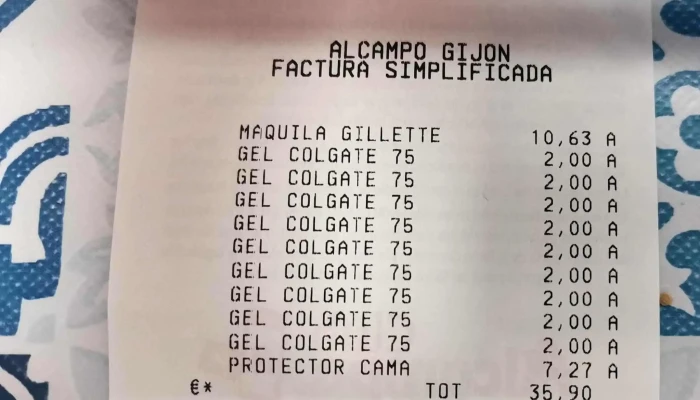 ALCAMPO GIJON
FACTURA SIMPLIFICADA
MAQUILA GILLETTE 10,63 A
GEL COLGATE 75 2,00 A
GEL COLGATE 75 2,00 A
GEL COLGATE 75 2,00 A
GEL COLGATE 75 2,00 A
GEL COLGATE 75 2,00 A
GEL COLGATE 75 2,00 A
GEL COLGATE 75 2,00 A
GEL COLGATE 75 2,00 A
GEL COLGATE 75 2,00 A
PROTECTOR CAMA 7,27 A
€* TOT 35,90